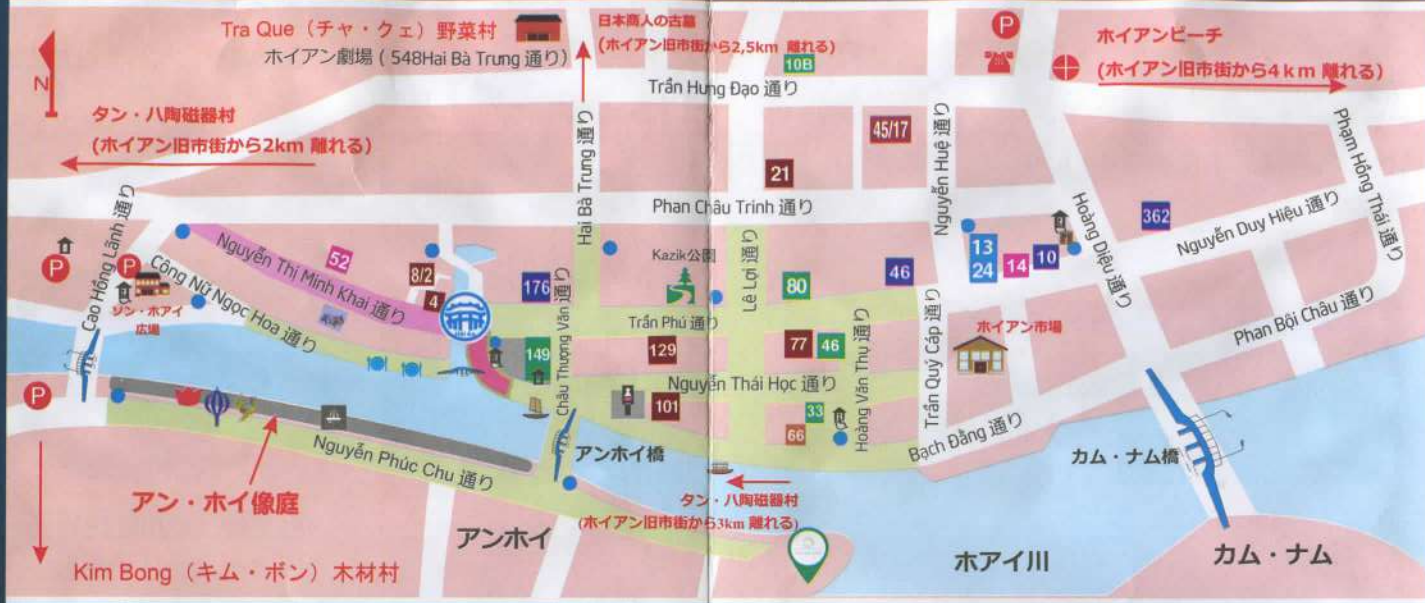 Tra Que（チャ・クェ）野菜村
ホイアン劇場 ( 548Hai Bà Trưng 通り)
日本商人の古墓
(ホイアン旧市街から2,5km 離れる)
10B
P
ホイアンビーチ
(ホイアン旧市街から4ｋｍ 離れる)
N
Trần Hưng Đạo 通り
タン・ハ陶磁器村
(ホイアン旧市街から2km 離れる)
45/17
21
Hai Bà Trưng 通り
Nguyễn Huệ 通り
Phạm Hồng Thái 通り
Phan Châu Trinh 通り
Cao Hồng Lãnh 通り
Hoàng Diệu 通り
362
Nguyễn Duy Hiệu 通り
Nguyễn Thị Minh Khai 通り
52
8/2
4
Kazik公園
Lê Lợi 通り
13
24
14
10
46
80
176
P
P
ソン・ホアイ
広場
Công Nữ Ngọc Hoa 通り
Châu Thượng Văn 通り
Trần Phú 通り
Trần Quý Cáp 通り
ホイアン市場
Phan Bội Châu 通り
149
129
77
46
Hoàng Văn Thụ 通り
Nguyễn Thái Học 通り
P
101
33
66
Bạch Đằng 通り
Nguyễn Phúc Chu 通り
アンホイ橋
カム・ナム橋
アン・ホイ像庭
タン・ハ陶磁器村
(ホイアン旧市街から3km 離れる)
アンホイ
ホアイ川
カム・ナム
Kim Bong（キム・ボン）木材村